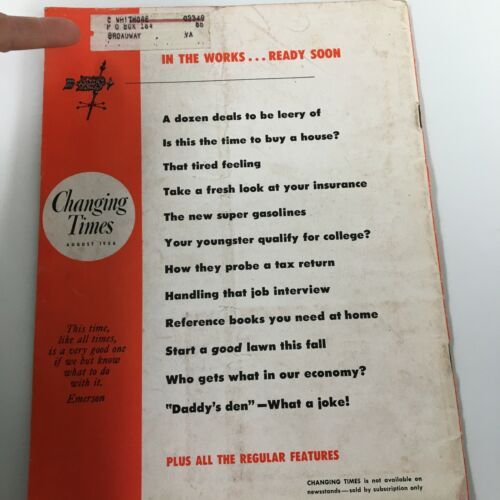 C WHITMORE 03340
P O BOX 164 86
BROADWAY VA
IN THE WORKS...READY SOON
A dozen deals to be leery of
Is this the time to buy a house?
That tired feeling
Take a fresh look at your insurance
The new super gasolines
Your youngster qualify for college?
How they probe a tax return
Handling that job interview
Reference books you need at home
Start a good lawn this fall
Who gets what in our economy?
"Daddy's den"—What a joke!
PLUS ALL THE REGULAR FEATURES
CHANGING TIMES is not available on
newsstands—sold by subscription only
Changing
Times
AUGUST 1956
This time,
like all times,
is a very good one
if we but know
what to do
with it.
Emerson